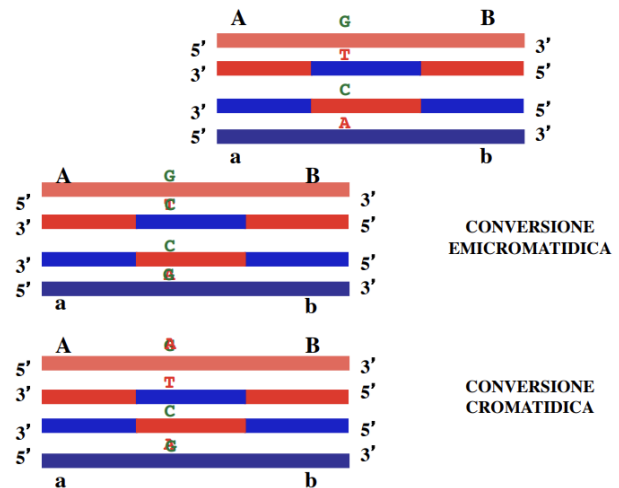 A G B
5’ 3’
T
3’ 5’
C
3’ 5’
A
5’ 3’
a b
A G B
5’ 3’
3’ 5’
C
3’ 5’
5’ 3’
a b
CONVERSIONE
EMICROMATIDICA
A B
5’ 3’
T
3’ 5’
C
3’ 5’
5’ 3’
a b
CONVERSIONE
CROMATIDICA